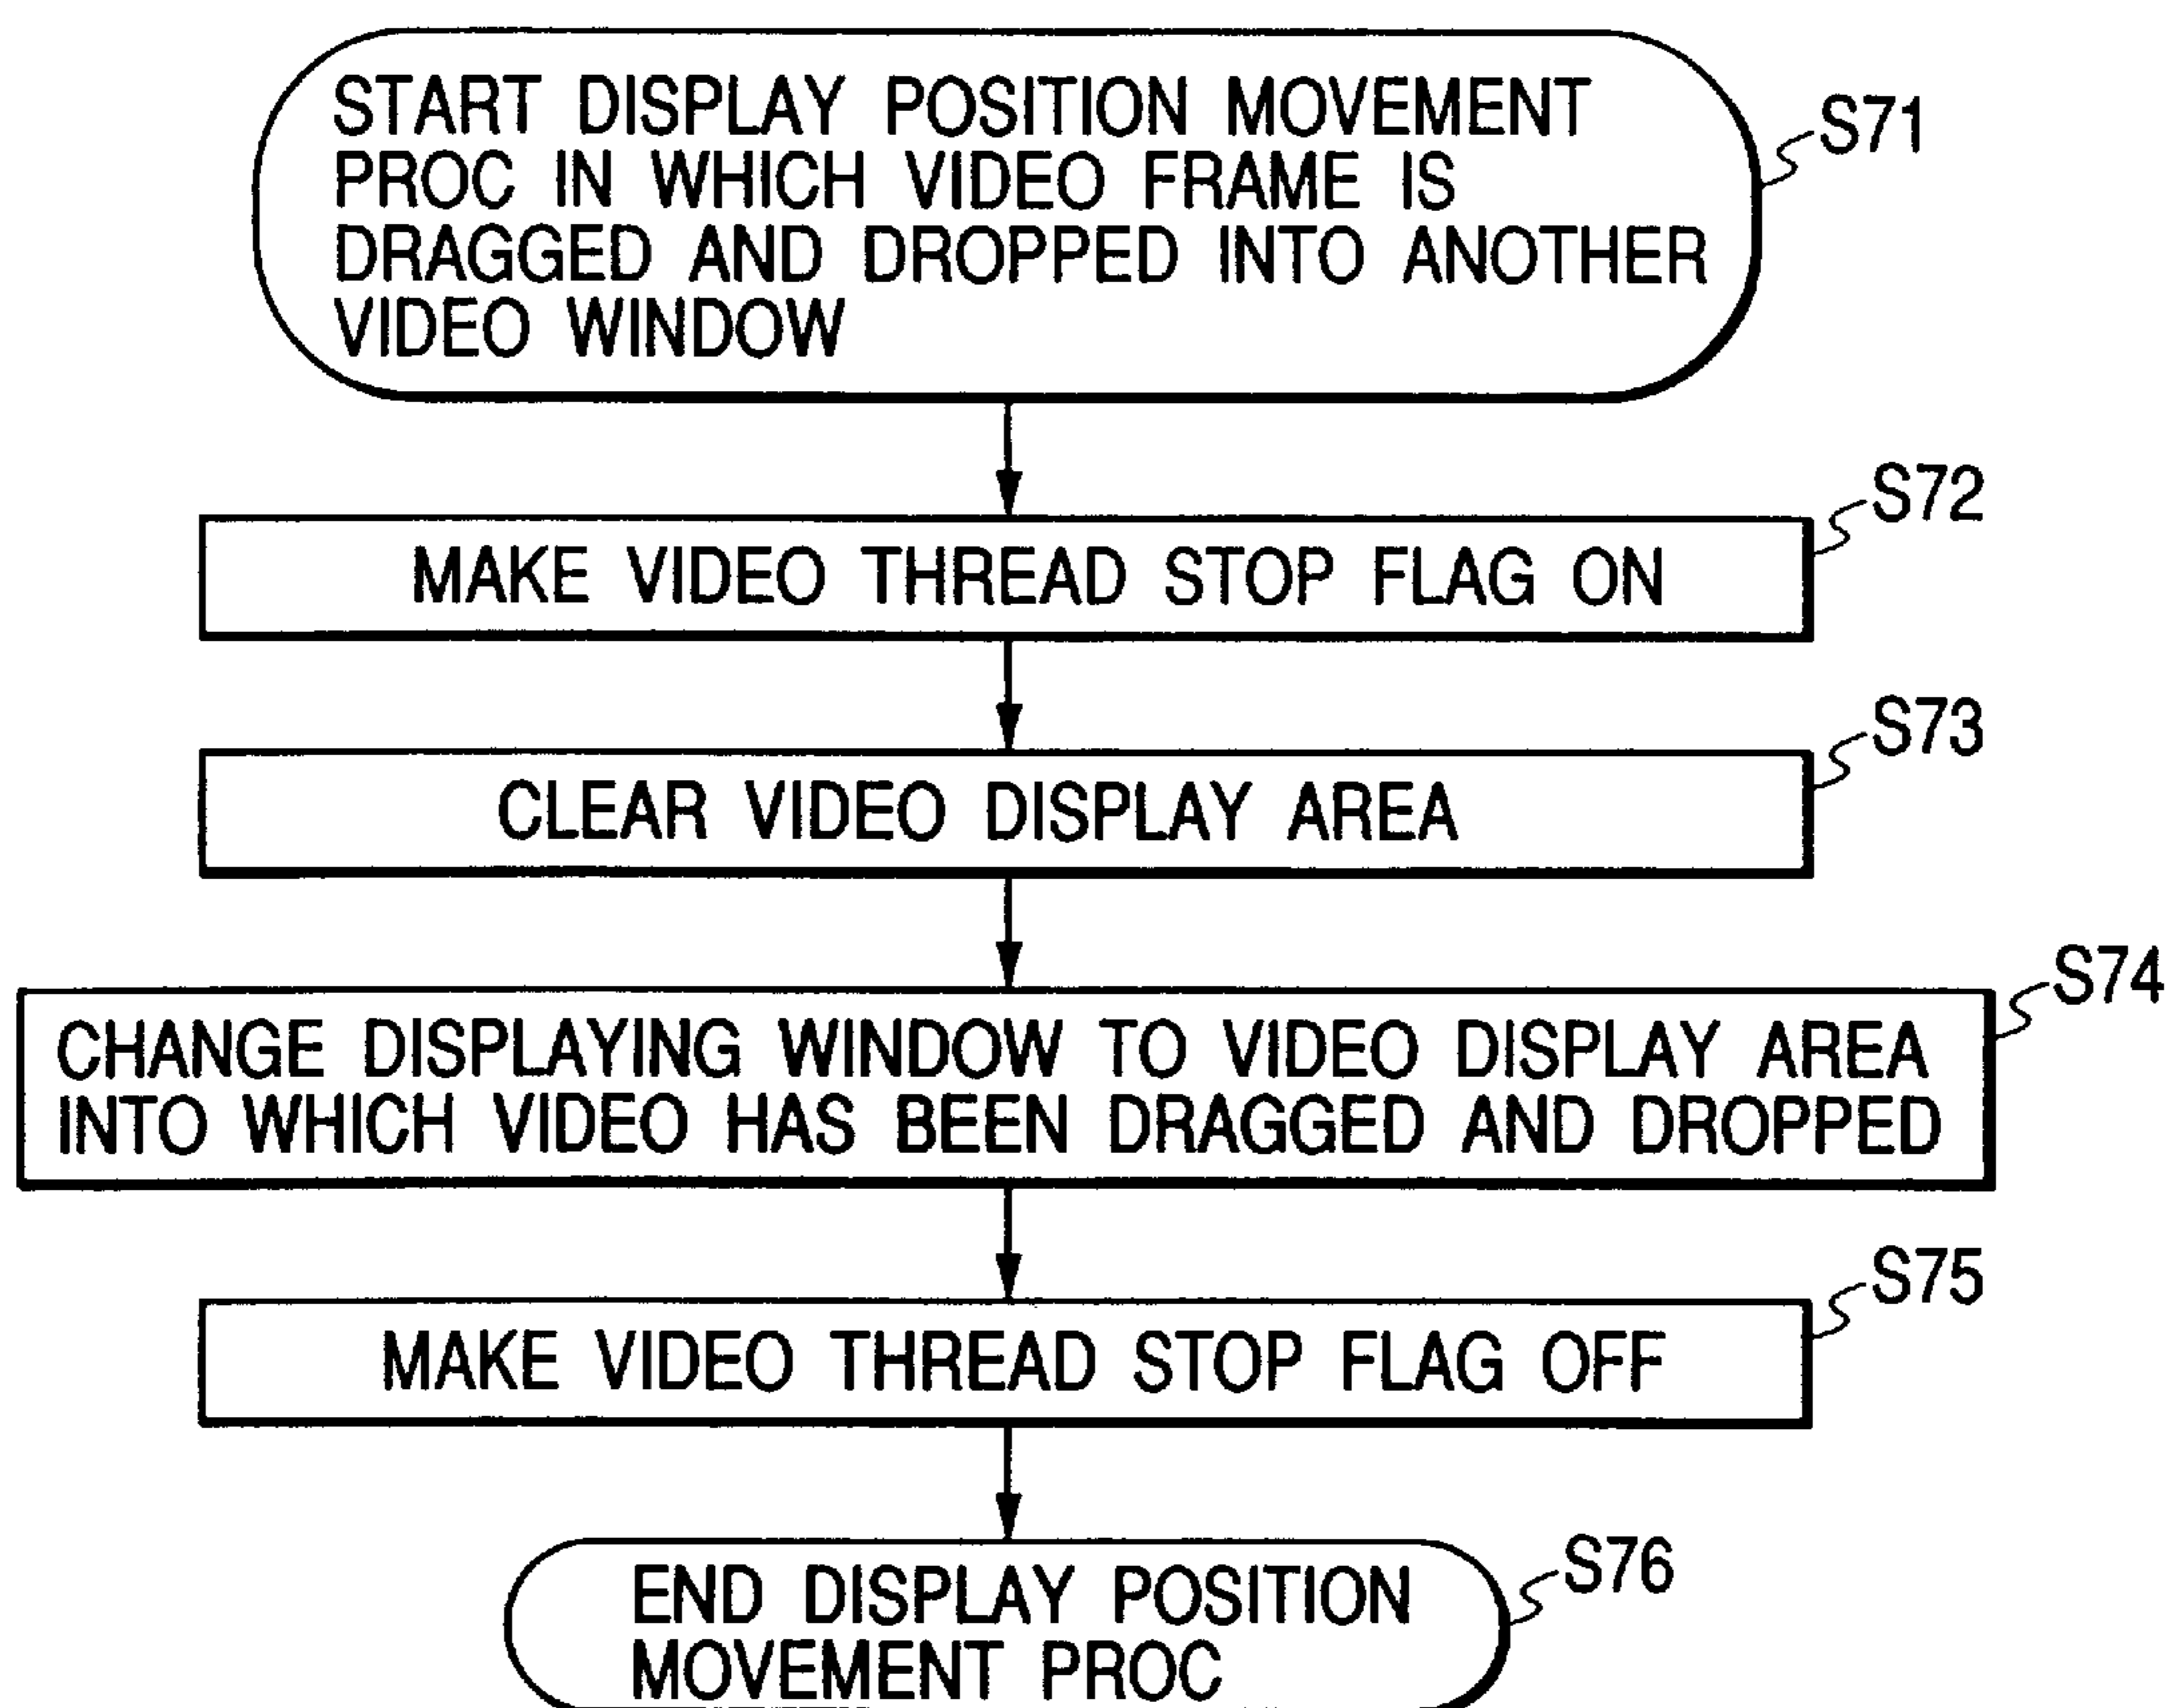 START DISPLAY POSITION MOVEMENT
PROC IN WHICH VIDEO FRAME IS
DRAGGED AND DROPPED INTO ANOTHER
VIDEO WINDOW
S71
MAKE VIDEO THREAD STOP FLAG ON
S72
CLEAR VIDEO DISPLAY AREA
S73
CHANGE DISPLAYING WINDOW TO VIDEO DISPLAY AREA
INTO WHICH VIDEO HAS BEEN DRAGGED AND DROPPED
S74
MAKE VIDEO THREAD STOP FLAG OFF
S75
END DISPLAY POSITION
MOVEMENT PROC
S76